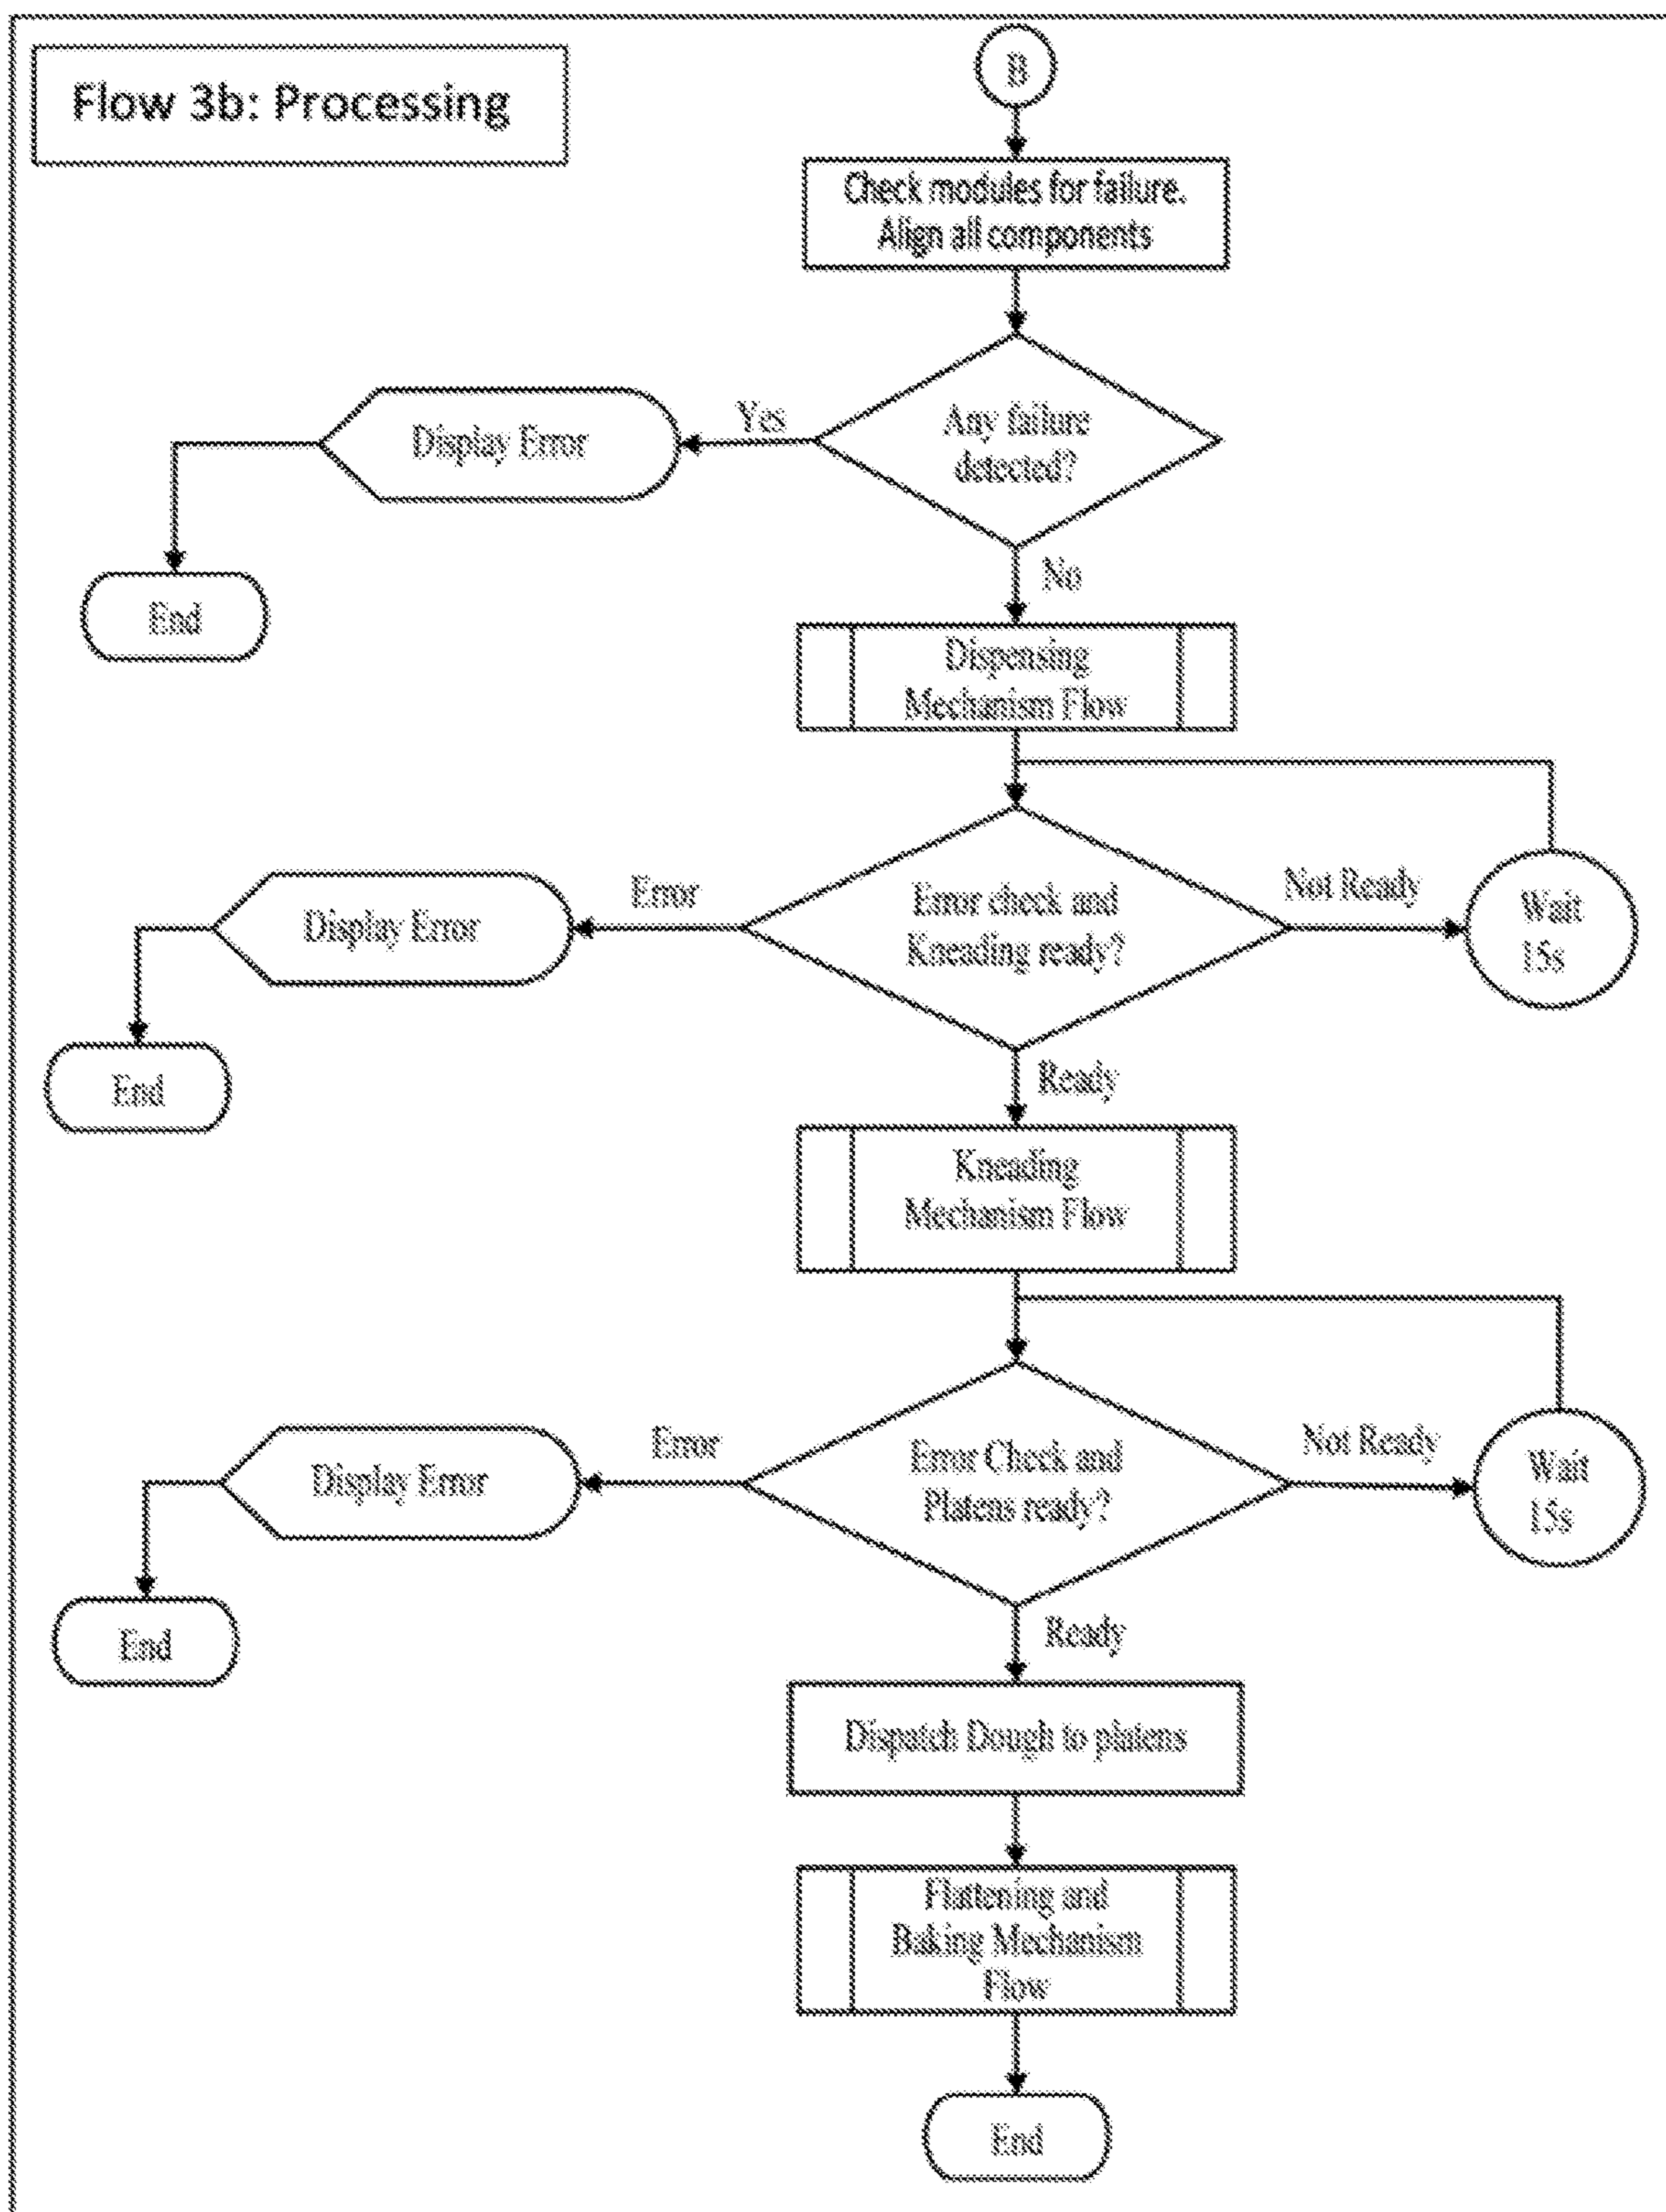 Flow 3b: Processing
B
Check modules for failure.
Align all components
Any failure
detected?
Yes
Display Error
End
No
Dispensing
Mechanism Flow
Error check and
Kneading ready?
Error
Display Error
End
Not Ready
Wait
15s
Ready
Kneading
Mechanism Flow
Error Check and
Platens ready?
Error
Display Error
End
Not Ready
Wait
15s
Ready
Dispatch Dough to platens
Flattening and
Baking Mechanism
Flow
End